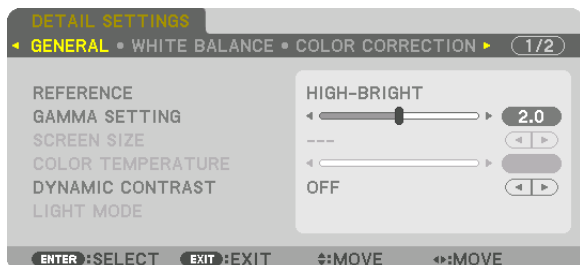 DETAIL SETTINGS
GENERAL • WHITE BALANCE • COLOR CORRECTION 1/2
REFERENCE HIGH-BRIGHT
GAMMA SETTING 2.0
SCREEN SIZE ---
COLOR TEMPERATURE
DYNAMIC CONTRAST OFF
LIGHT MODE
ENTER:SELECT EXIT:EXIT :MOVE :MOVE